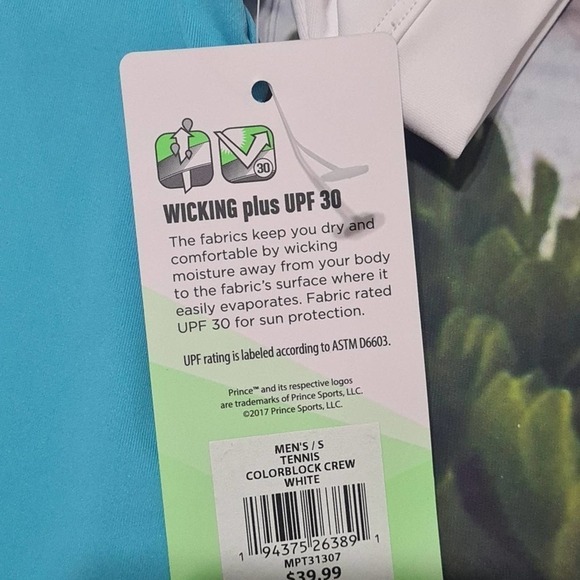 30
WICKING plus UPF 30
The fabrics keep you dry and
comfortable by wicking
moisture away from your body
to the fabric's surface where it
easily evaporates. Fabric rated
UPF 30 for sun protection.
UPF rating is labeled according to ASTM D6603.
Prince™ and its respective logos
are trademarks of Prince Sports, LLC.
©2017 Prince Sports, LLC.
MEN'S / S
TENNIS
COLORBLOCK CREW
WHITE
1 94375 26389 1
MPT31307
$39.99